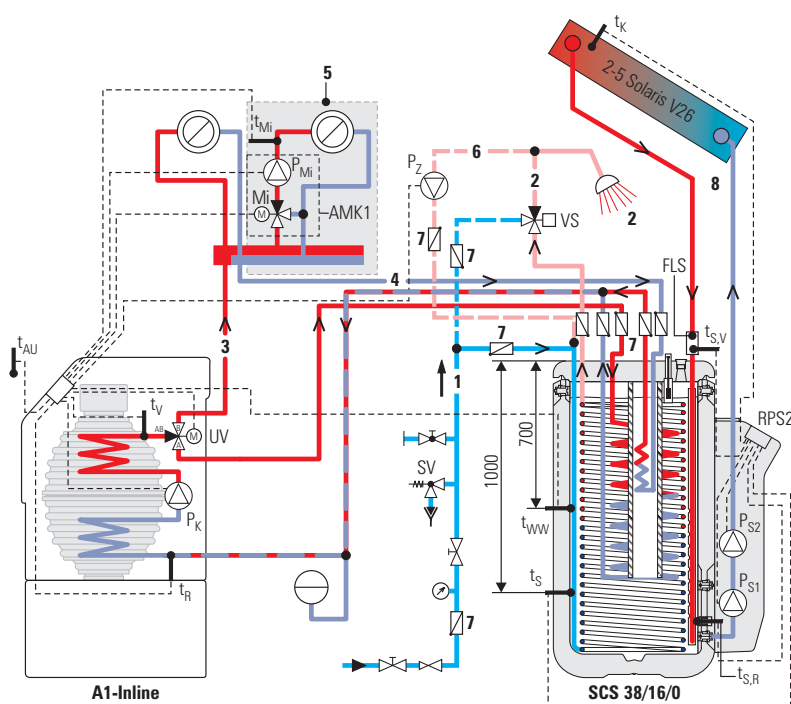 t_K
2-5 Solaris V26
5
t_Mi
P_Mi
Mi
M
AMK1
P_Z
6
2
2
VS
7
7
8
4
FLS
t_S,V
3
7
7
t_AU
t_V
AB
B
A
M
UV
1
700
1000
RPS2
SV
P_K
t_WW
P_S2
t_S
P_S1
t_R
7
t_S,R
A1-Inline
SCS 38/16/0